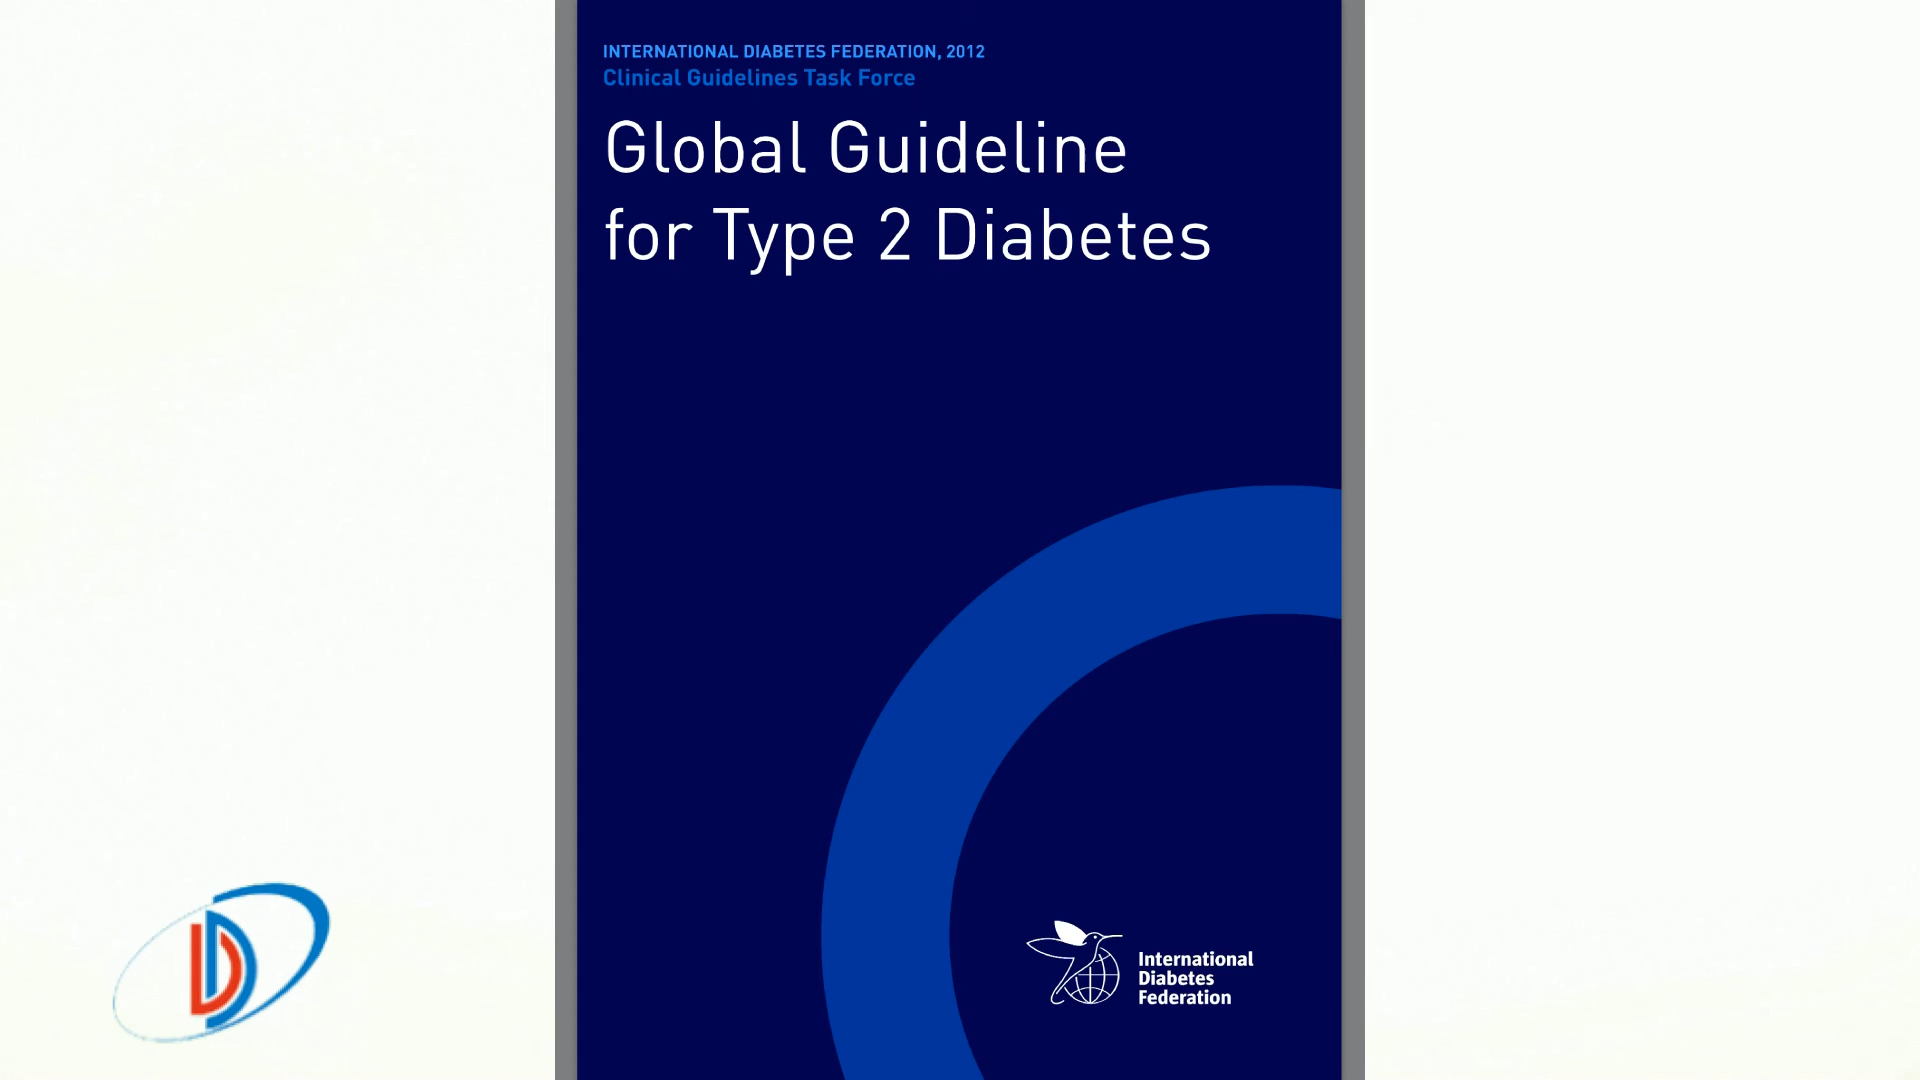 INTERNATIONAL DIABETES FEDERATION, 2012
Clinical Guidelines Task Force
Global Guideline
for Type 2 Diabetes
International
Diabetes
Federation